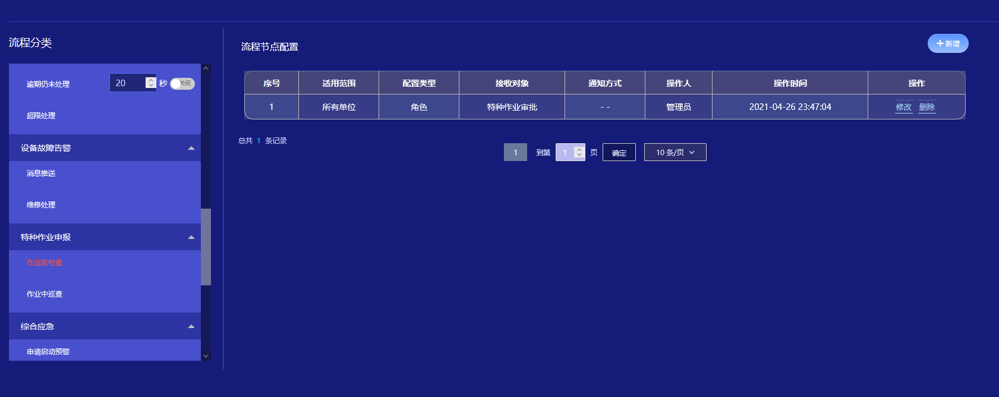 流程分类
逾期仍未处理 20 秒 关闭
超限处理
设备故障告警
消息推送
维修处理
特种作业申报
作业前检查
作业中巡查
综合应急
申请启动预警
流程节点配置
新增
序号 适用范围 配置类型 接收对象 通知方式 操作人 操作时间 操作
1 所有单位 角色 特种作业审批 - - 管理员 2021-04-26 23:47:04 修改 删除
总共 1 条记录
1 到第 1 页 确定 10 条/页